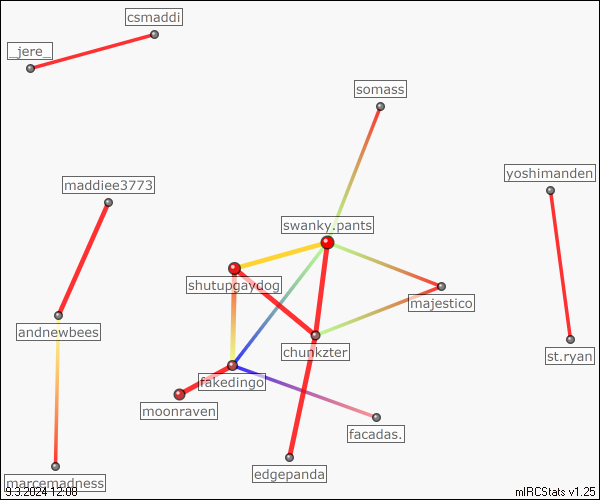 csmaddi
_jere_
somass
yoshimanden
maddiee3773
swanky.pants
shutupgaydog
majestico
andnewbees
chunkzter
st.ryan
fakedingo
moonraven
facadas.
edgepanda
marcemadness
9.3.2024 12:08
mIRCStats v1.25